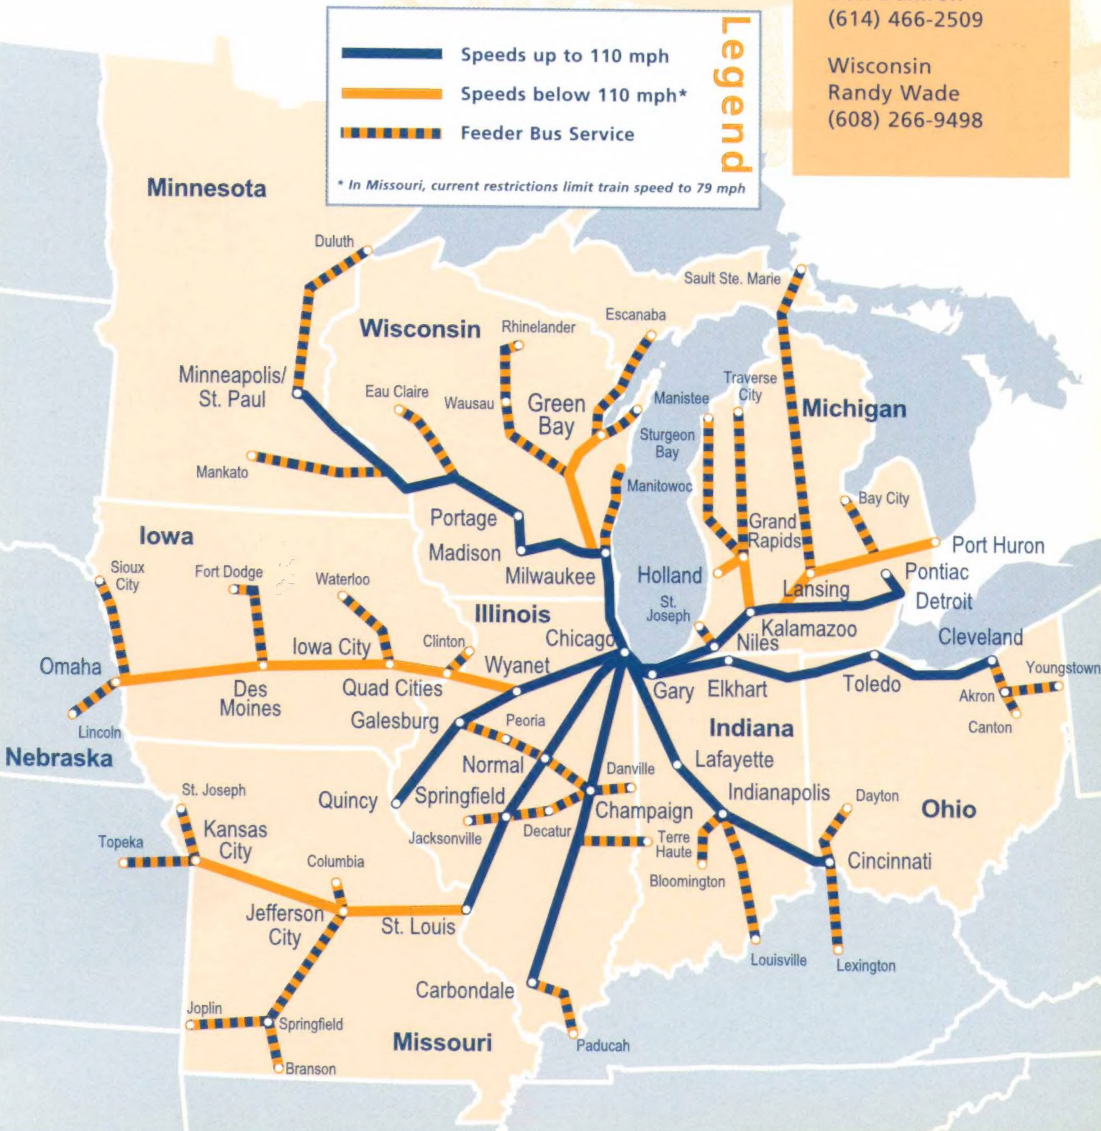 (614) 466-2509
Wisconsin
Randy Wade
(608) 266-9498
Legend
Speeds up to 110 mph
Speeds below 110 mph*
Feeder Bus Service
* In Missouri, current restrictions limit train speed to 79 mph
Minnesota
Duluth
Sault Ste. Marie
Wisconsin
Rhinelander
Escanaba
Minneapolis/
St. Paul
Eau Claire
Wausau
Green
Bay
Manistee
Traverse
City
Michigan
Sturgeon
Bay
Mankato
Manitowoc
Bay City
Portage
Madison
Milwaukee
Grand
Rapids
Port Huron
Iowa
Sioux
City
Fort Dodge
Waterloo
Holland
Lansing
Pontiac
Detroit
St.
Joseph
Illinois
Clinton
Chicago
Niles
Kalamazoo
Cleveland
Omaha
Iowa City
Wyanet
Youngstown
Des
Moines
Quad Cities
Gary
Elkhart
Toledo
Akron
Canton
Lincoln
Galesburg
Peoria
Indiana
Nebraska
Normal
Danville
Lafayette
St. Joseph
Quincy
Springfield
Champaign
Indianapolis
Dayton
Ohio
Topeka
Kansas
City
Jacksonville
Decatur
Terre
Haute
Columbia
Bloomington
Cincinnati
Jefferson
City
St. Louis
Louisville
Lexington
Carbondale
Joplin
Springfield
Missouri
Paducah
Branson